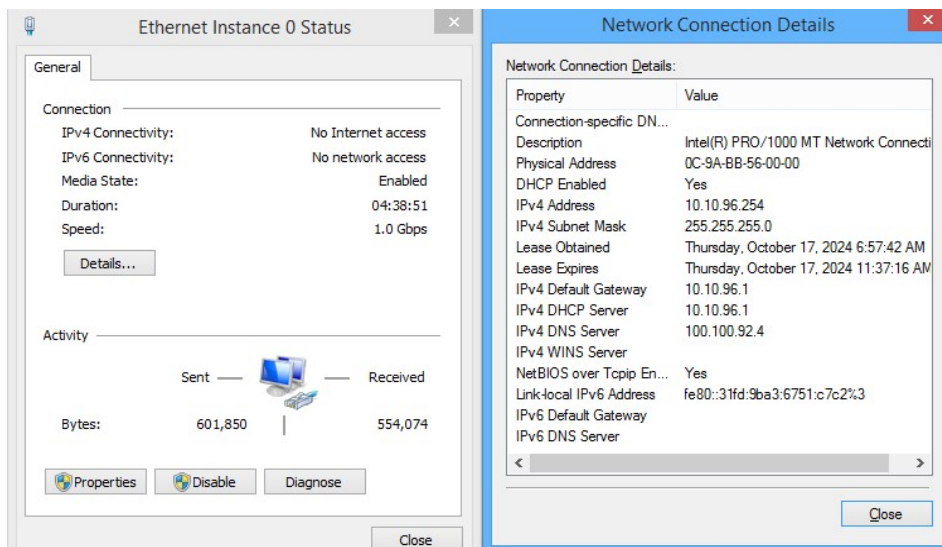 Ethernet Instance 0 Status
General
Connection
IPv4 Connectivity: No Internet access
IPv6 Connectivity: No network access
Media State: Enabled
Duration: 04:38:51
Speed: 1.0 Gbps
Details...
Activity
Sent Received
Bytes: 601,850 554,074
Properties Disable Diagnose
Close
Network Connection Details
Network Connection Details:
Property Value
Connection-specific DN...
Description Intel(R) PRO/1000 MT Network Connecti
Physical Address 0C-9A-BB-56-00-00
DHCP Enabled Yes
IPv4 Address 10.10.96.254
IPv4 Subnet Mask 255.255.255.0
Lease Obtained Thursday, October 17, 2024 6:57:42 AM
Lease Expires Thursday, October 17, 2024 11:37:16 AM
IPv4 Default Gateway 10.10.96.1
IPv4 DHCP Server 10.10.96.1
IPv4 DNS Server 100.100.92.4
IPv4 WINS Server
NetBIOS over Tcpip En... Yes
Link-local IPv6 Address fe80::31fd:9ba3:6751:c7c2%3
IPv6 Default Gateway
IPv6 DNS Server
Close